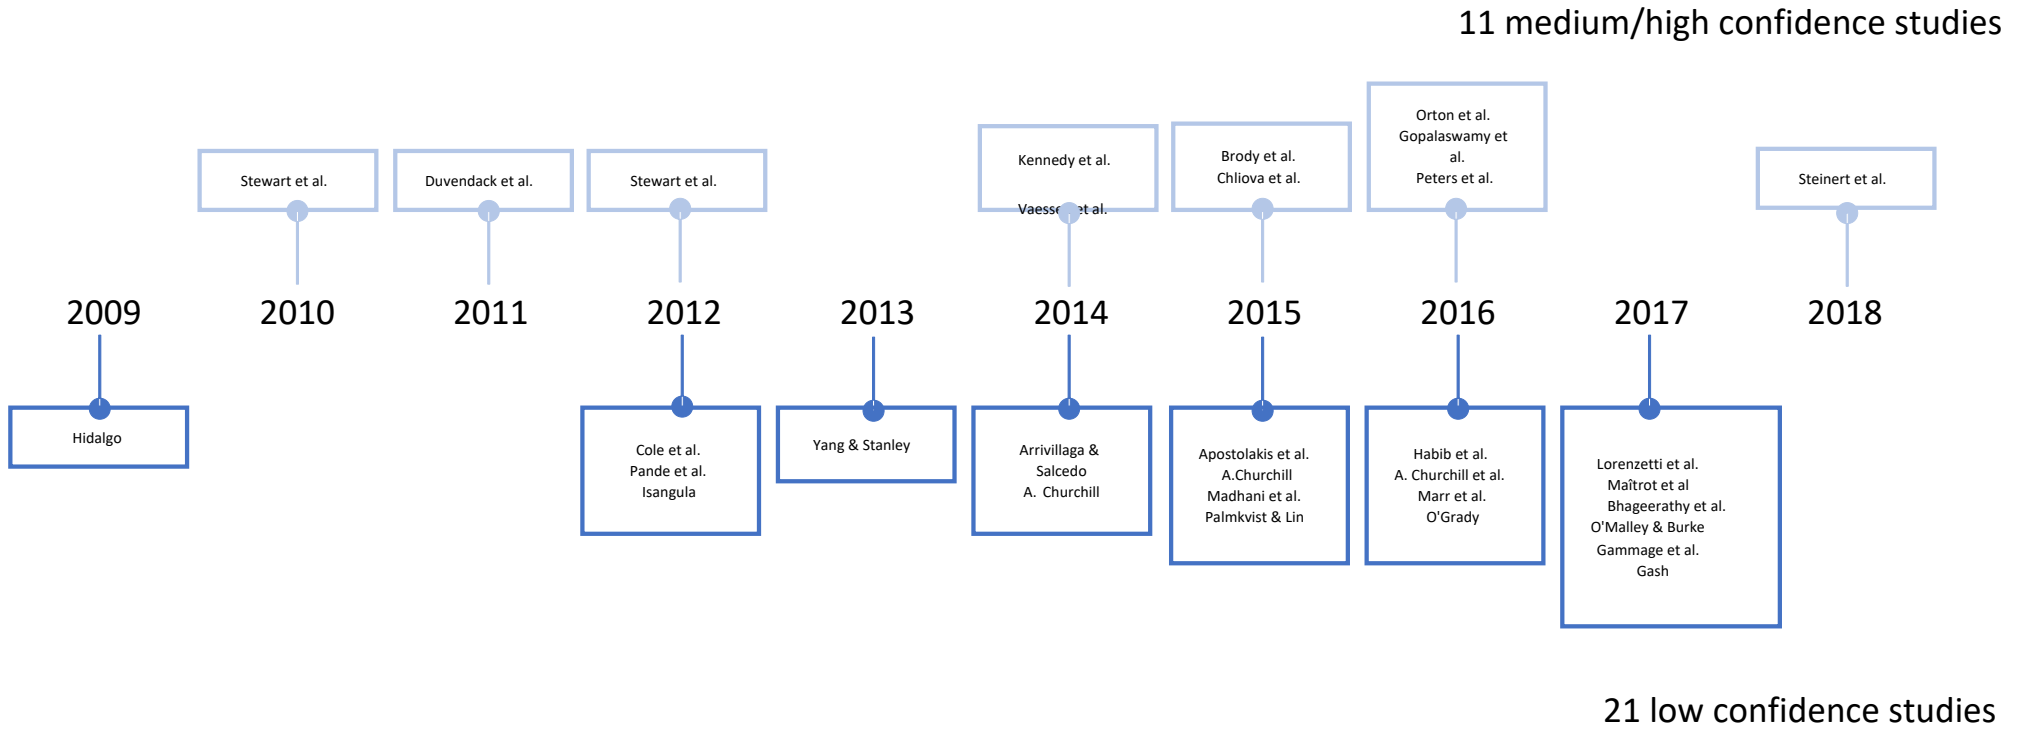 11 medium/high confidence studies
Stewart et al.
Duvendack et al.
Stewart et al.
Kennedy et al.
et al.
Brody et al.
Chliova et al.
Orton et al.
Gopalaswamy et
al.
Peters et al.
Steinert et al.
2009
2010
2011
2012
2013
2014
2015
2016
2017
2018
Hidalgo
Cole et al.
Pande et al.
Isangula
Yang & Stanley
Arrivillaga &
Salcedo
A. Churchill
Apostolakis et al.
A.Churchill
Madhani et al.
Palmkvist & Lin
Habib et al.
A. Churchill et al.
Marr et al.
O'Grady
Lorenzetti et al.
Maîtrot et al
Bhageerathy et al.
O'Malley & Burke
Gammage et al.
Gash
21 low confidence studies